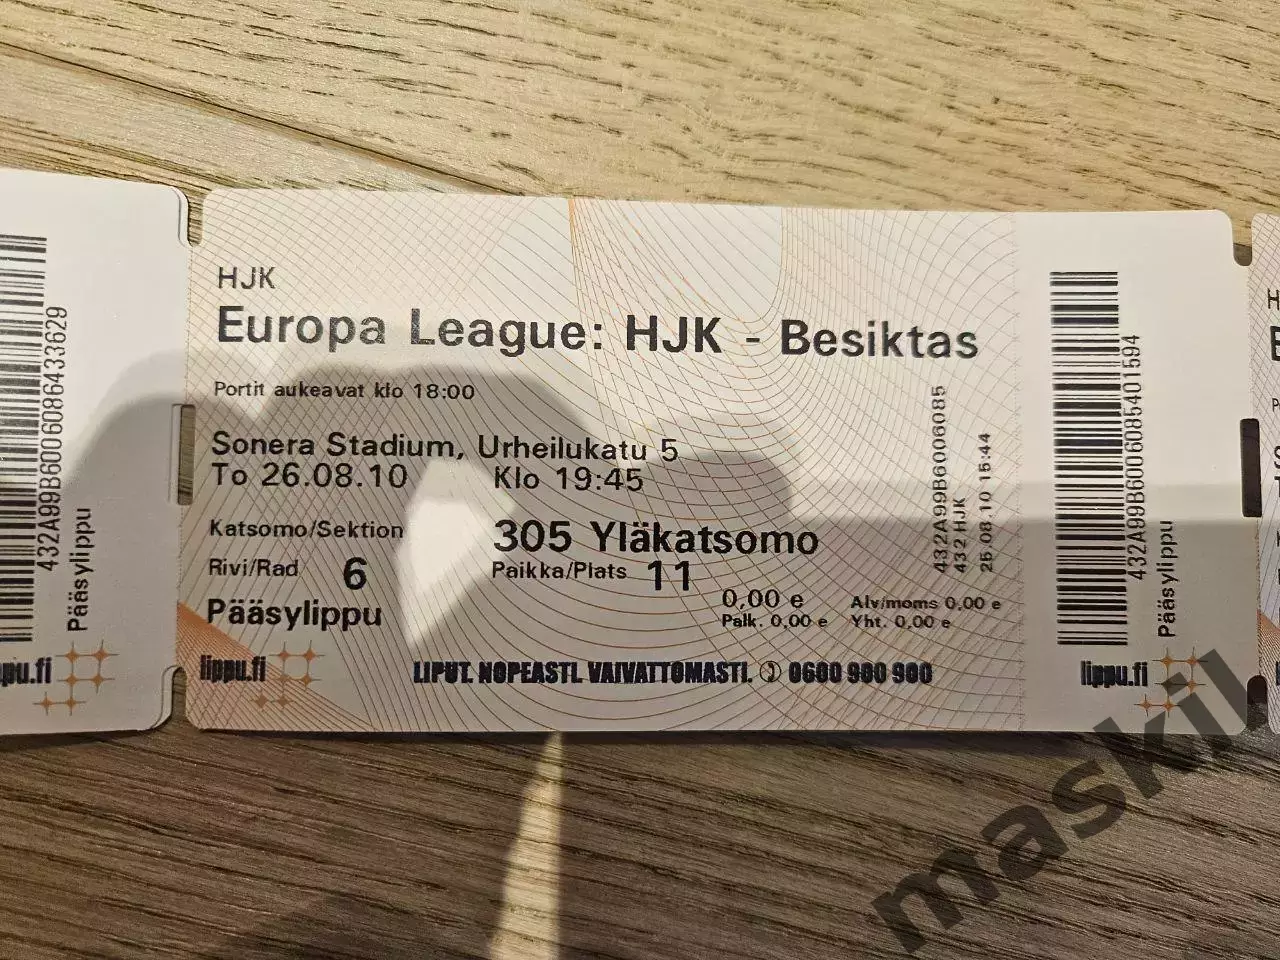 HJK
Europa League: HJK - Besiktas
Portit aukeavat klo 18:00
Sonera Stadium, Urheilukatu 5
To 26.08.10 Klo 19:45
Katsomo/Sektion 305 Yläkatsomo
Rivi/Rad 6 Paikka/Plats 11
Pääsylippu
0,00 e Alv/moms 0,00 e
Palk. 0,00 e Yht. 0,00 e
lippu.fi LIPUT. NOPEASTI. VAIVATTOMASTI. 0600 900 900
432A99B6006085
432 HJK
25.08.10 15:44
432A99B6006085401594
Pääsylippu
lippu.fi
432A99B6006086433629
Pääsylippu
ppu.fi
maskil